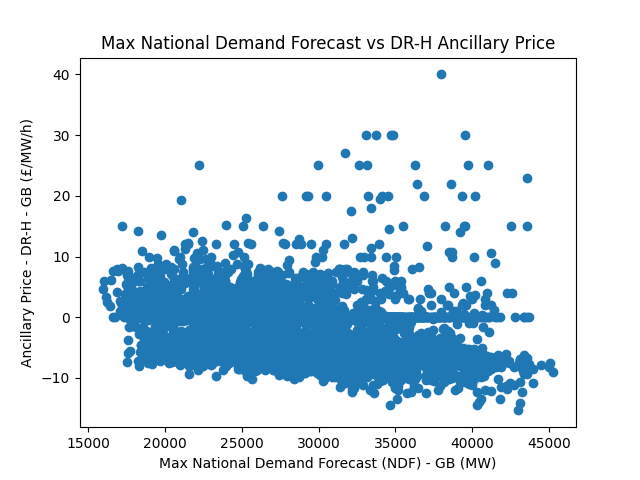 Max National Demand Forecast vs DR-H Ancillary Price
Ancillary Price - DR-H - GB (£/MW/h)
40
30
20
10
0
−10
15000 20000 25000 30000 35000 40000 45000
Max National Demand Forecast (NDF) - GB (MW)